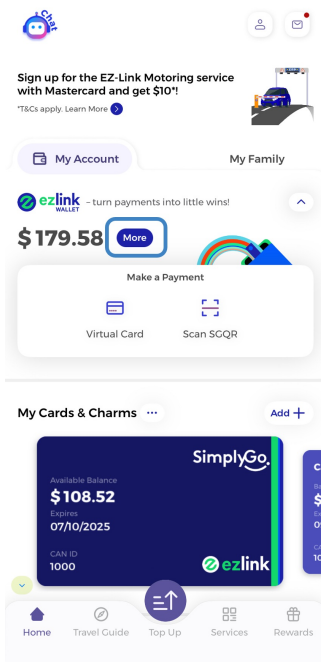 Chat
Sign up for the EZ-Link Motoring service
with Mastercard and get $10*!
*T&Cs apply. Learn More
My Account
My Family
ezlink
WALLET
– turn payments into little wins!
$179.58
More
Make a Payment
Virtual Card
Scan SGQR
My Cards & Charms
Add +
SimplyGo.
Available Balance
$108.52
Expires
07/10/2025
CAN ID
1000
ezlink
Home
Travel Guide
Top Up
Services
Rewards